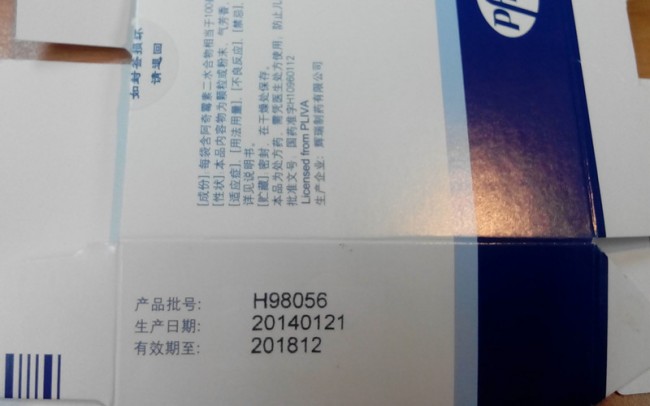 如封签损坏
请退回
[成份] 每袋含阿奇霉素二水合物相当于100
[性状] 本品内容物为颗粒或粉末，气芳香
[适应症]、[用法用量]、[不良反应]、[禁忌]、
详见说明书。
[贮藏] 密封，在干燥处保存。
本品为处方药，需凭医生处方使用，防止儿
批准文号：国药准字H10960112
Licensed from PLIVA
生产企业：辉瑞制药有限公司
产品批号: H98056
生产日期: 20140121
有效期至: 201812